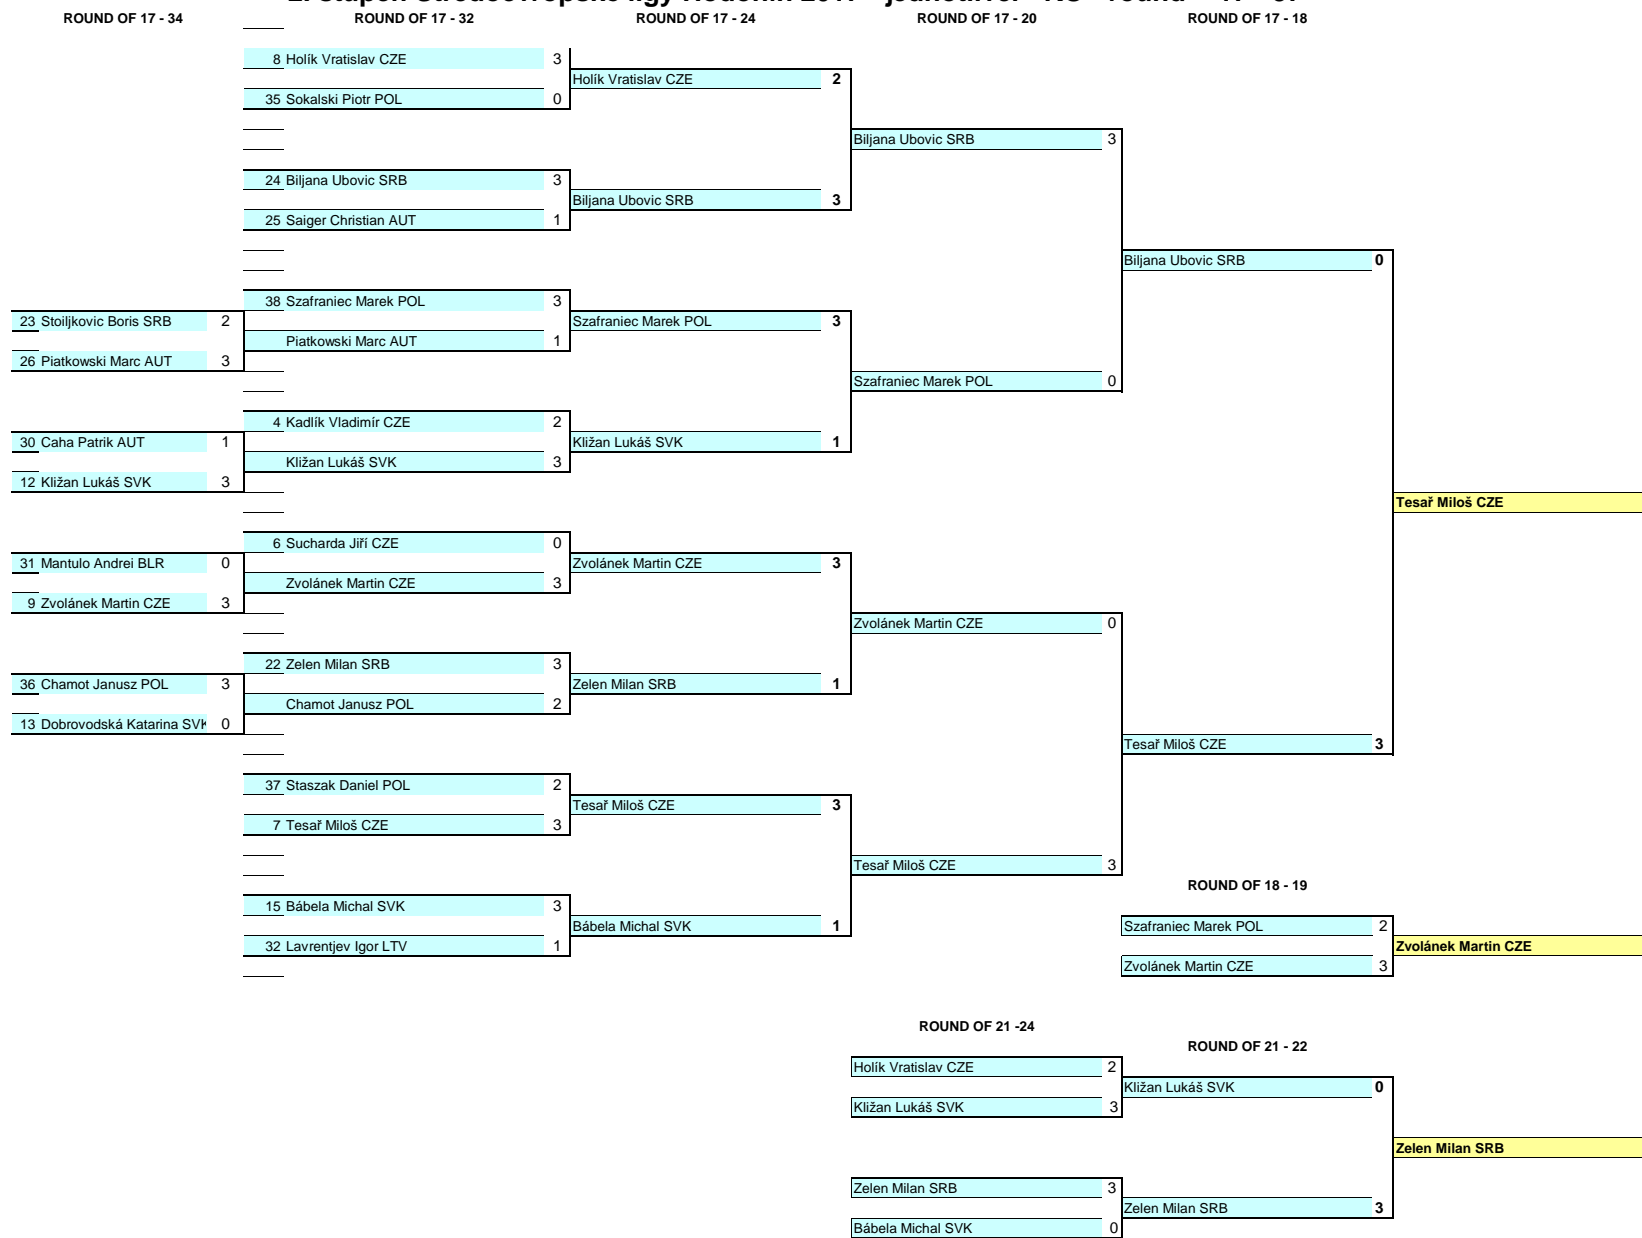 ROUND OF 17 - 34
ROUND OF 17 - 32
ROUND OF 17 - 24
ROUND OF 17 - 20
ROUND OF 17 - 18
8 Holík Vratislav CZE 3
Holík Vratislav CZE 2
35 Sokalski Piotr POL 0
Biljana Ubovic SRB 3
24 Biljana Ubovic SRB 3
Biljana Ubovic SRB 3
25 Saiger Christian AUT 1
Biljana Ubovic SRB 0
38 Szafraniec Marek POL 3
23 Stoiljkovic Boris SRB 2
Szafraniec Marek POL 3
Piatkowski Marc AUT 1
26 Piatkowski Marc AUT 3
Szafraniec Marek POL 0
4 Kadlík Vladimír CZE 2
30 Caha Patrik AUT 1
Kližan Lukáš SVK 1
Kližan Lukáš SVK 3
12 Kližan Lukáš SVK 3
Tesař Miloš CZE
6 Sucharda Jiří CZE 0
31 Mantulo Andrei BLR 0
Zvolánek Martin CZE 3
Zvolánek Martin CZE 3
9 Zvolánek Martin CZE 3
Zvolánek Martin CZE 0
22 Zelen Milan SRB 3
36 Chamot Janusz POL 3
Zelen Milan SRB 1
Chamot Janusz POL 2
13 Dobrovodská Katarina 0
Tesař Miloš CZE 3
37 Staszak Daniel POL 2
Tesař Miloš CZE 3
7 Tesař Miloš CZE 3
Tesař Miloš CZE 3
ROUND OF 18 - 19
15 Bábela Michal SVK 3
Bábela Michal SVK 1
Szafraniec Marek POL 2
32 Lavrentjev Igor LTV 1
Zvolánek Martin CZE
Zvolánek Martin CZE 3
ROUND OF 21 -24
ROUND OF 21 - 22
Holík Vratislav CZE 2
Kližan Lukáš SVK 0
Kližan Lukáš SVK 3
Zelen Milan SRB
Zelen Milan SRB 3
Zelen Milan SRB 3
Bábela Michal SVK 0